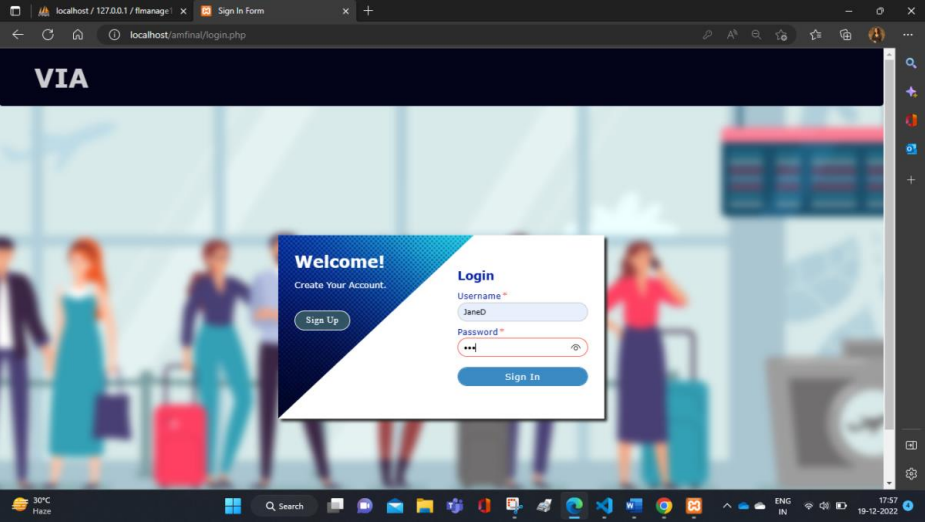 localhost / 127.0.0.1 / flmanage1
Sign In Form
localhost/amfinal/login.php
VIA
Welcome!
Create Your Account.
Sign Up
Login
Username *
JaneD
Password *
Sign In
30°C
Haze
Search
ENG
IN
17:57
19-12-2022